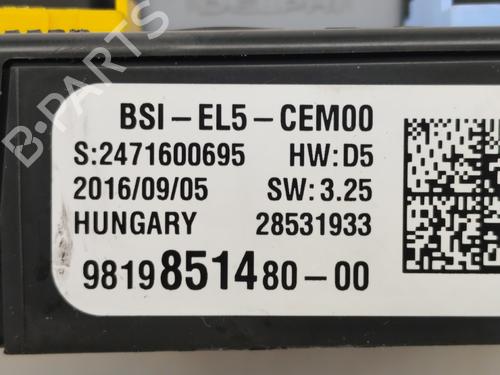 BSI-EL5-CEM00
S:2471600695 HW:D5
2016/09/05 SW:3.25
HUNGARY 28531933
9819851480-00
B-PARTS